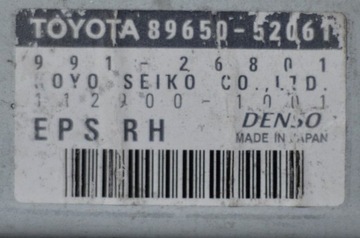 TOYOTA 89650-52061
991-26801
KOYO SEIKO CO.,LTD.
112900-1001
EPS RH DENSO
MADE IN JAPAN